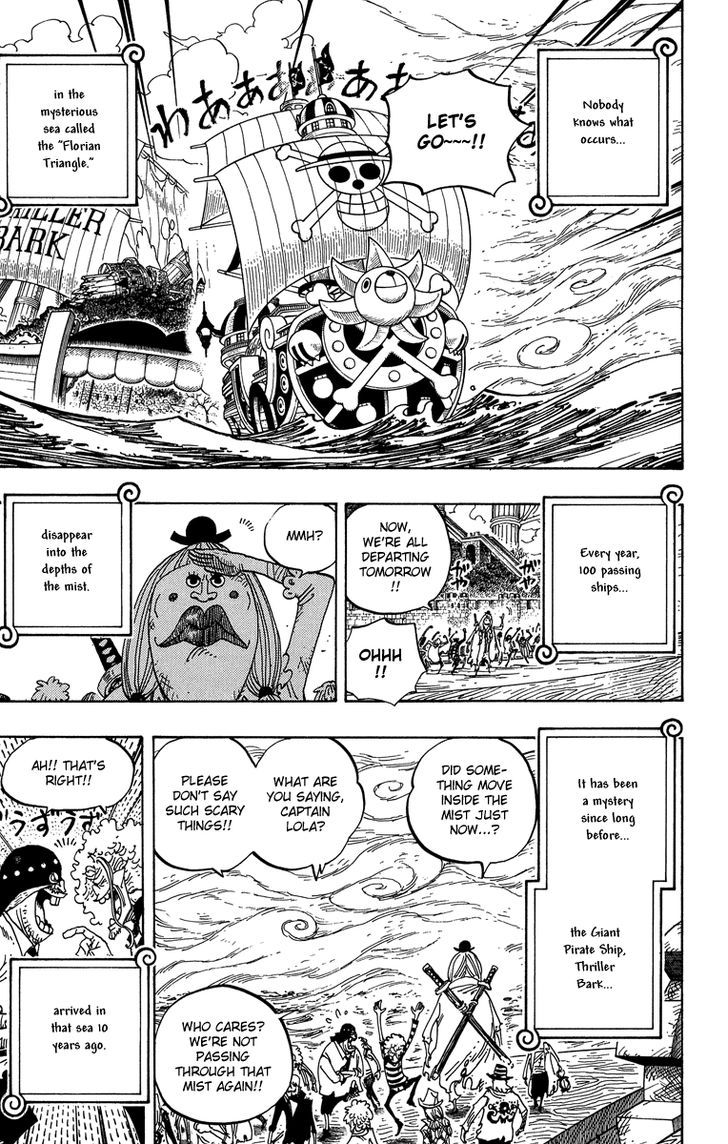 Nobody
knows what
occurs...
LET'S
GO~~~!!
わあぁぁぁぁ
in the
mysterious
sea called
the "Florian
Triangle."
BARK
Every year,
100 passing
ships...
NOW,
WE'RE ALL
DEPARTING
TOMORROW
!!
OHHH
!!
MMH?
disappear
into the
depths of
the mist.
It has been
a mystery
since long
before...
the Giant
Pirate Ship,
Thriller
Bark...
DID SOME-
THING MOVE
INSIDE THE
MIST JUST
NOW...?
WHAT ARE
YOU SAYING,
CAPTAIN
LOLA?
PLEASE
DON'T SAY
SUCH SCARY
THINGS!!
WHO CARES?
WE'RE NOT
PASSING
THROUGH THAT
MIST AGAIN!!
AH!! THAT'S
RIGHT!!
arrived in
that sea 10
years ago.